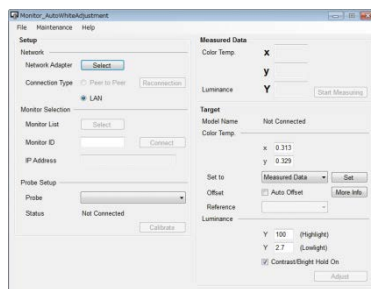 Monitor_AutoWhiteAdjustment
File Maintenance Help
Setup
Network
Network Adapter Select
Connection Type Peer to Peer Reconnection
LAN
Monitor Selection
Monitor List Select
Monitor ID Connect
IP Address
Probe Setup
Probe
Status Not Connected
Calibrate
Measured Data
Color Temp. x
y
Luminance Y Start Measuring
Target
Model Name Not Connected
Color Temp.
x 0.313
y 0.329
Set to Measured Data Set
Offset Auto Offset More Info
Reference
Luminance
Y 100 (Highlight)
Y 2.7 (Lowlight)
Contrast/Bright Hold On
Adjust